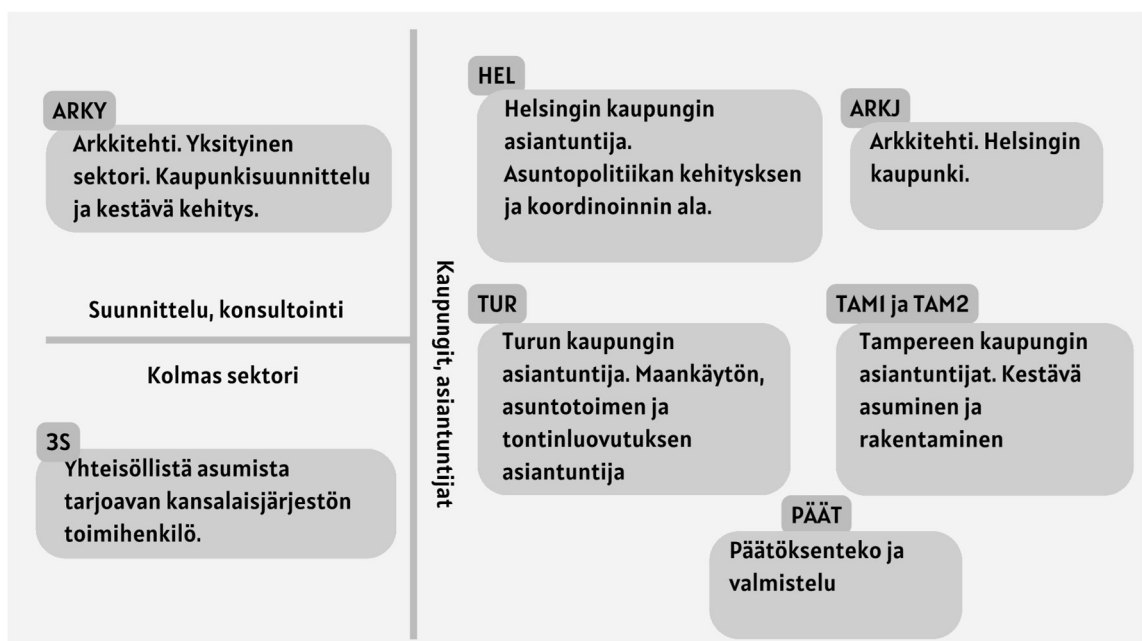 ARKY
Arkkitehti. Yksityinen
sektori. Kaupunkisuunnittelu
ja kestävä kehitys.
Suunnittelu, konsultointi
Kolmas sektori
3S
Yhteisöllistä asumista
tarjoavan kansalaisjärjestön
toimihenkilö.
Kaupungit, asiantuntijat
HEL
Helsingin kaupungin
asiantuntija.
Asuntopolitiikan kehityksken
ja koordinoinnin ala.
ARKJ
Arkkitehti. Helsingin
kaupunki.
TUR
Turun kaupungin
asiantuntija. Maankäytön,
asuntotoimen ja
tontinluovutuksen
asiantuntija
TAM1 ja TAM2
Tampereen kaupungin
asiantuntijat. Kestävä
asuminen ja
rakentaminen
PÄÄT
Päätöksenteko ja
valmistelu